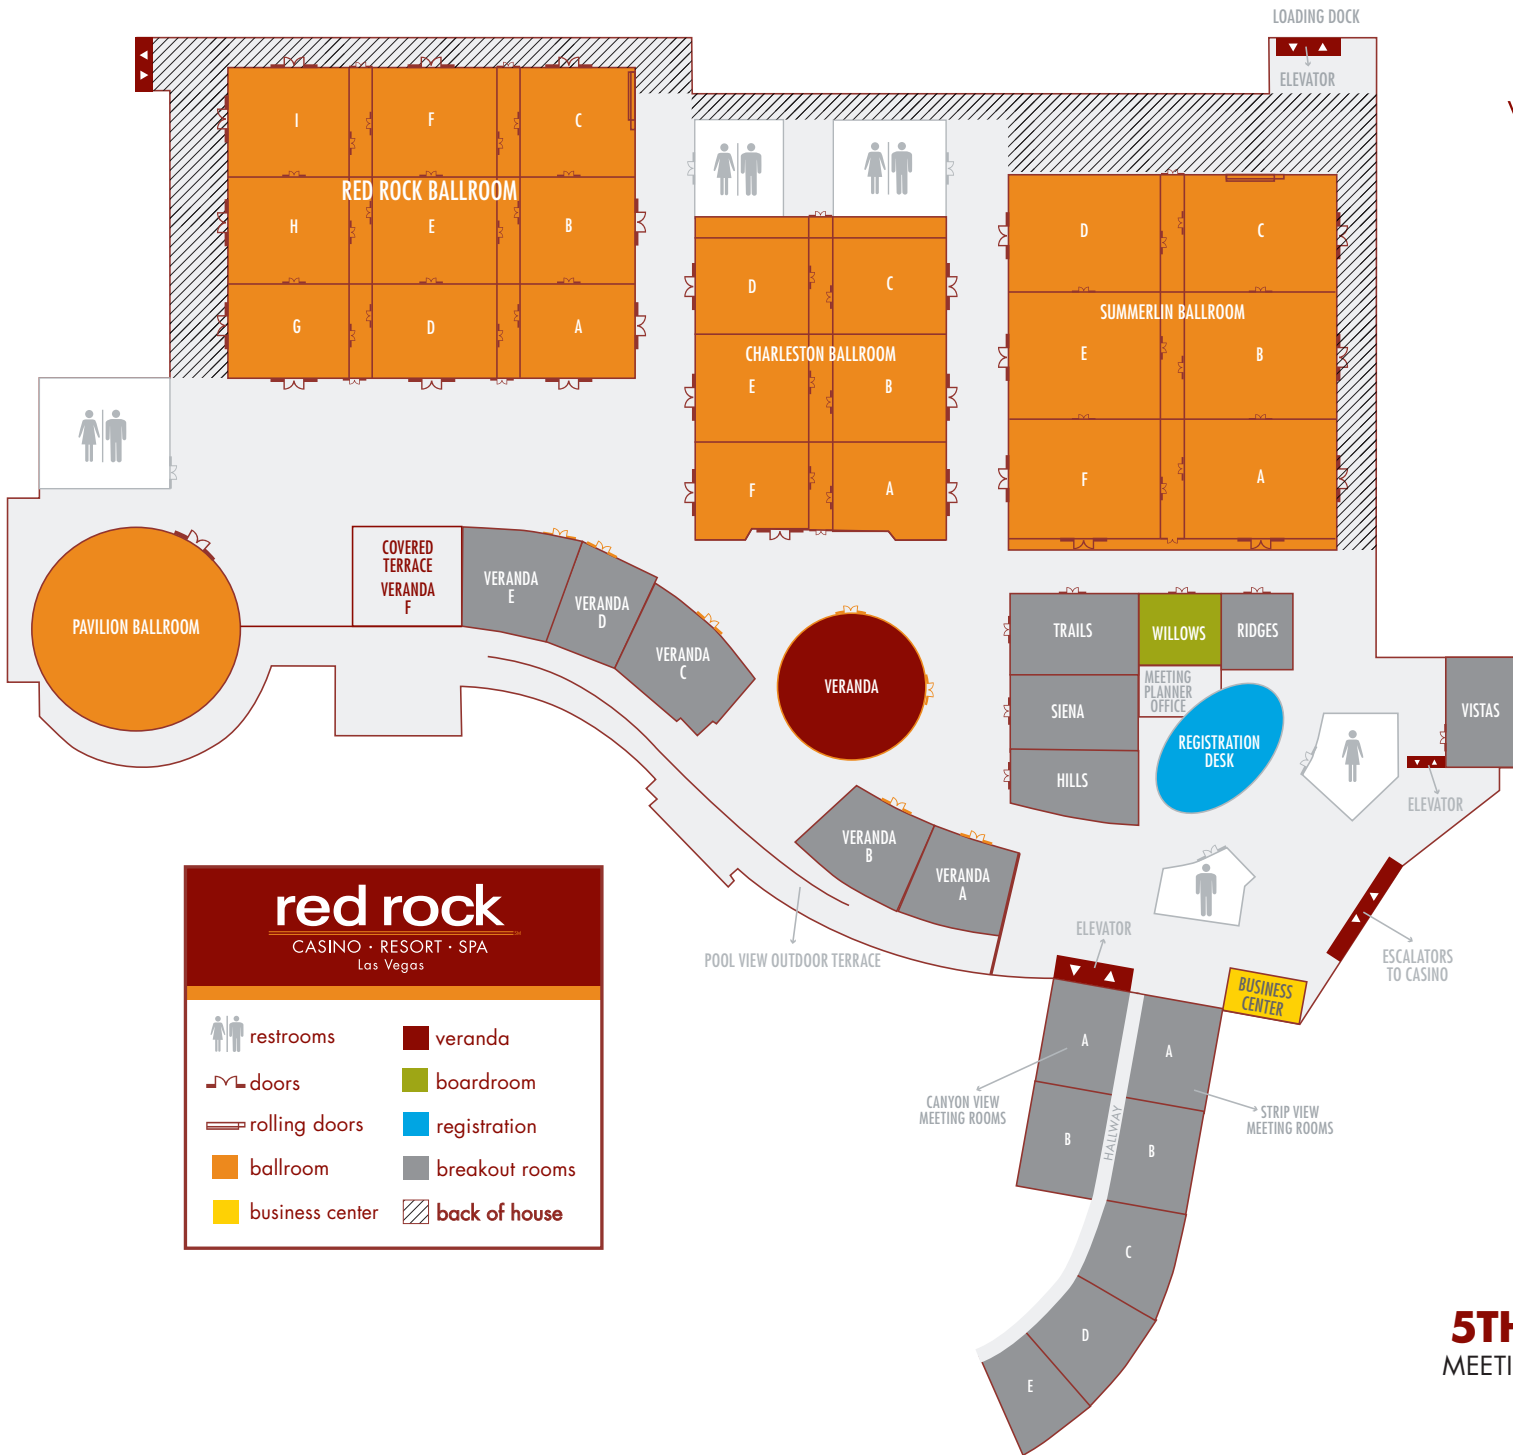 LOADING DOCK
ELEVATOR
I
F
C
RED ROCK BALLROOM
H
E
B
G
D
A
D
C
CHARLESTON BALLROOM
E
B
F
A
D
C
SUMMERLIN BALLROOM
E
B
F
A
PAVILION BALLROOM
COVERED
TERRACE
VERANDA
F
VERANDA
E
VERANDA
D
VERANDA
C
VERANDA
TRAILS
WILLOWS
RIDGES
MEETING
PLANNER
OFFICE
SIENA
HILLS
REGISTRATION
DESK
VISTAS
ELEVATOR
VERANDA
B
VERANDA
A
POOL VIEW OUTDOOR TERRACE
ELEVATOR
ESCALATORS
TO CASINO
BUSINESS
CENTER
A
A
CANYON VIEW
MEETING ROOMS
STRIP VIEW
MEETING ROOMS
HALLWAY
B
B
C
D
E
red rock
SM
CASINO · RESORT · SPA
Las Vegas
restrooms
doors
rolling doors
ballroom
business center
veranda
boardroom
registration
breakout rooms
back of house
5TH
MEETI